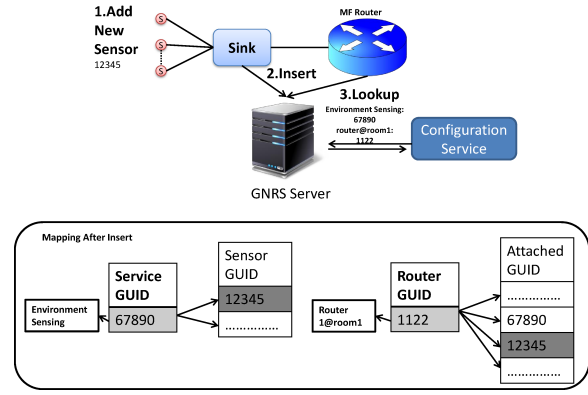 1.Add
New
Sensor
12345
S
S
S
Sink
MF Router
2.Insert
3.Lookup
Environment Sensing:
67890
router@room1:
1122
Configuration
Service
GNRS Server
Mapping After Insert
Environment
Sensing
Service
GUID
67890
Sensor
GUID
12345
...............
Router
1@room1
Router
GUID
1122
Attached
GUID
...............
67890
12345
...............